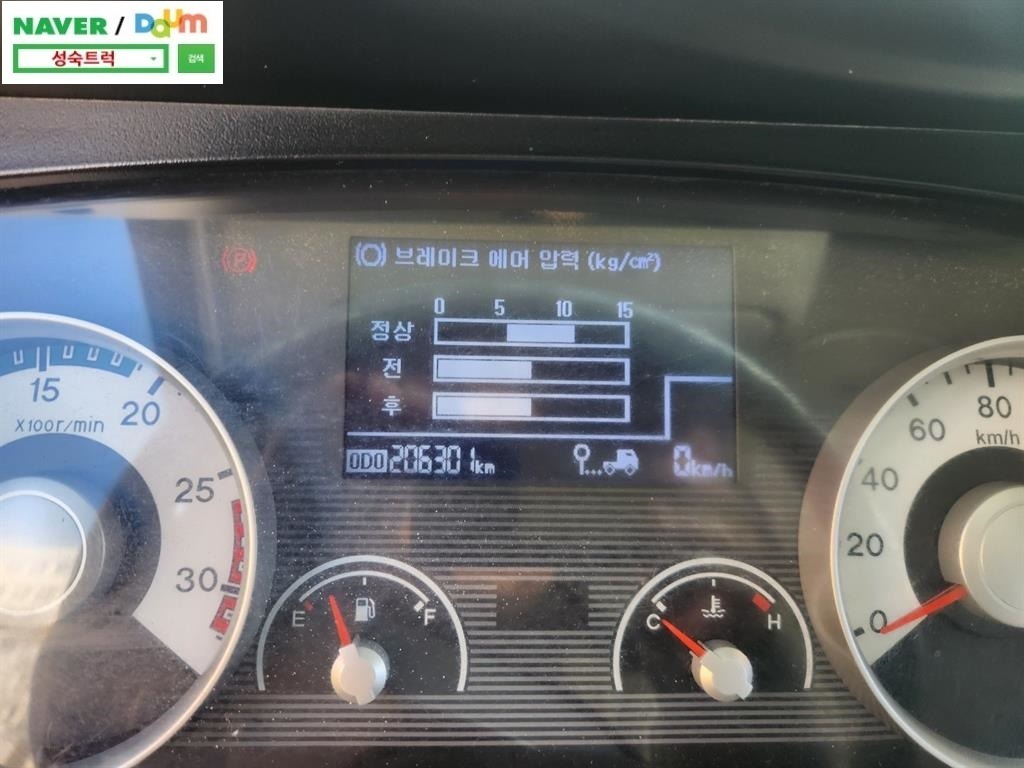 NAVER / Daum
성숙트럭 검색
(P)
브레이크 에어 압력 (kg/cm²)
0 5 10 15
정상
전
후
ODO 206301km 0km/h
15 20 25 30
X100r/min
0 20 40 60 80
km/h
E F
C H